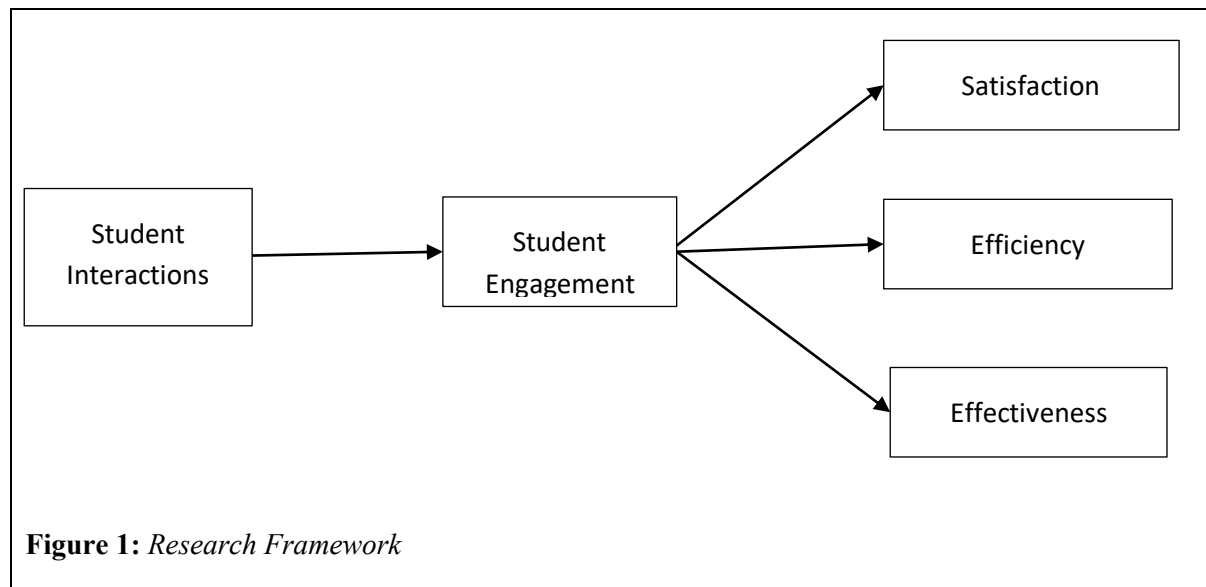 Student
Interactions
Student
Engagement
Satisfaction
Efficiency
Effectiveness
Figure 1: Research Framework